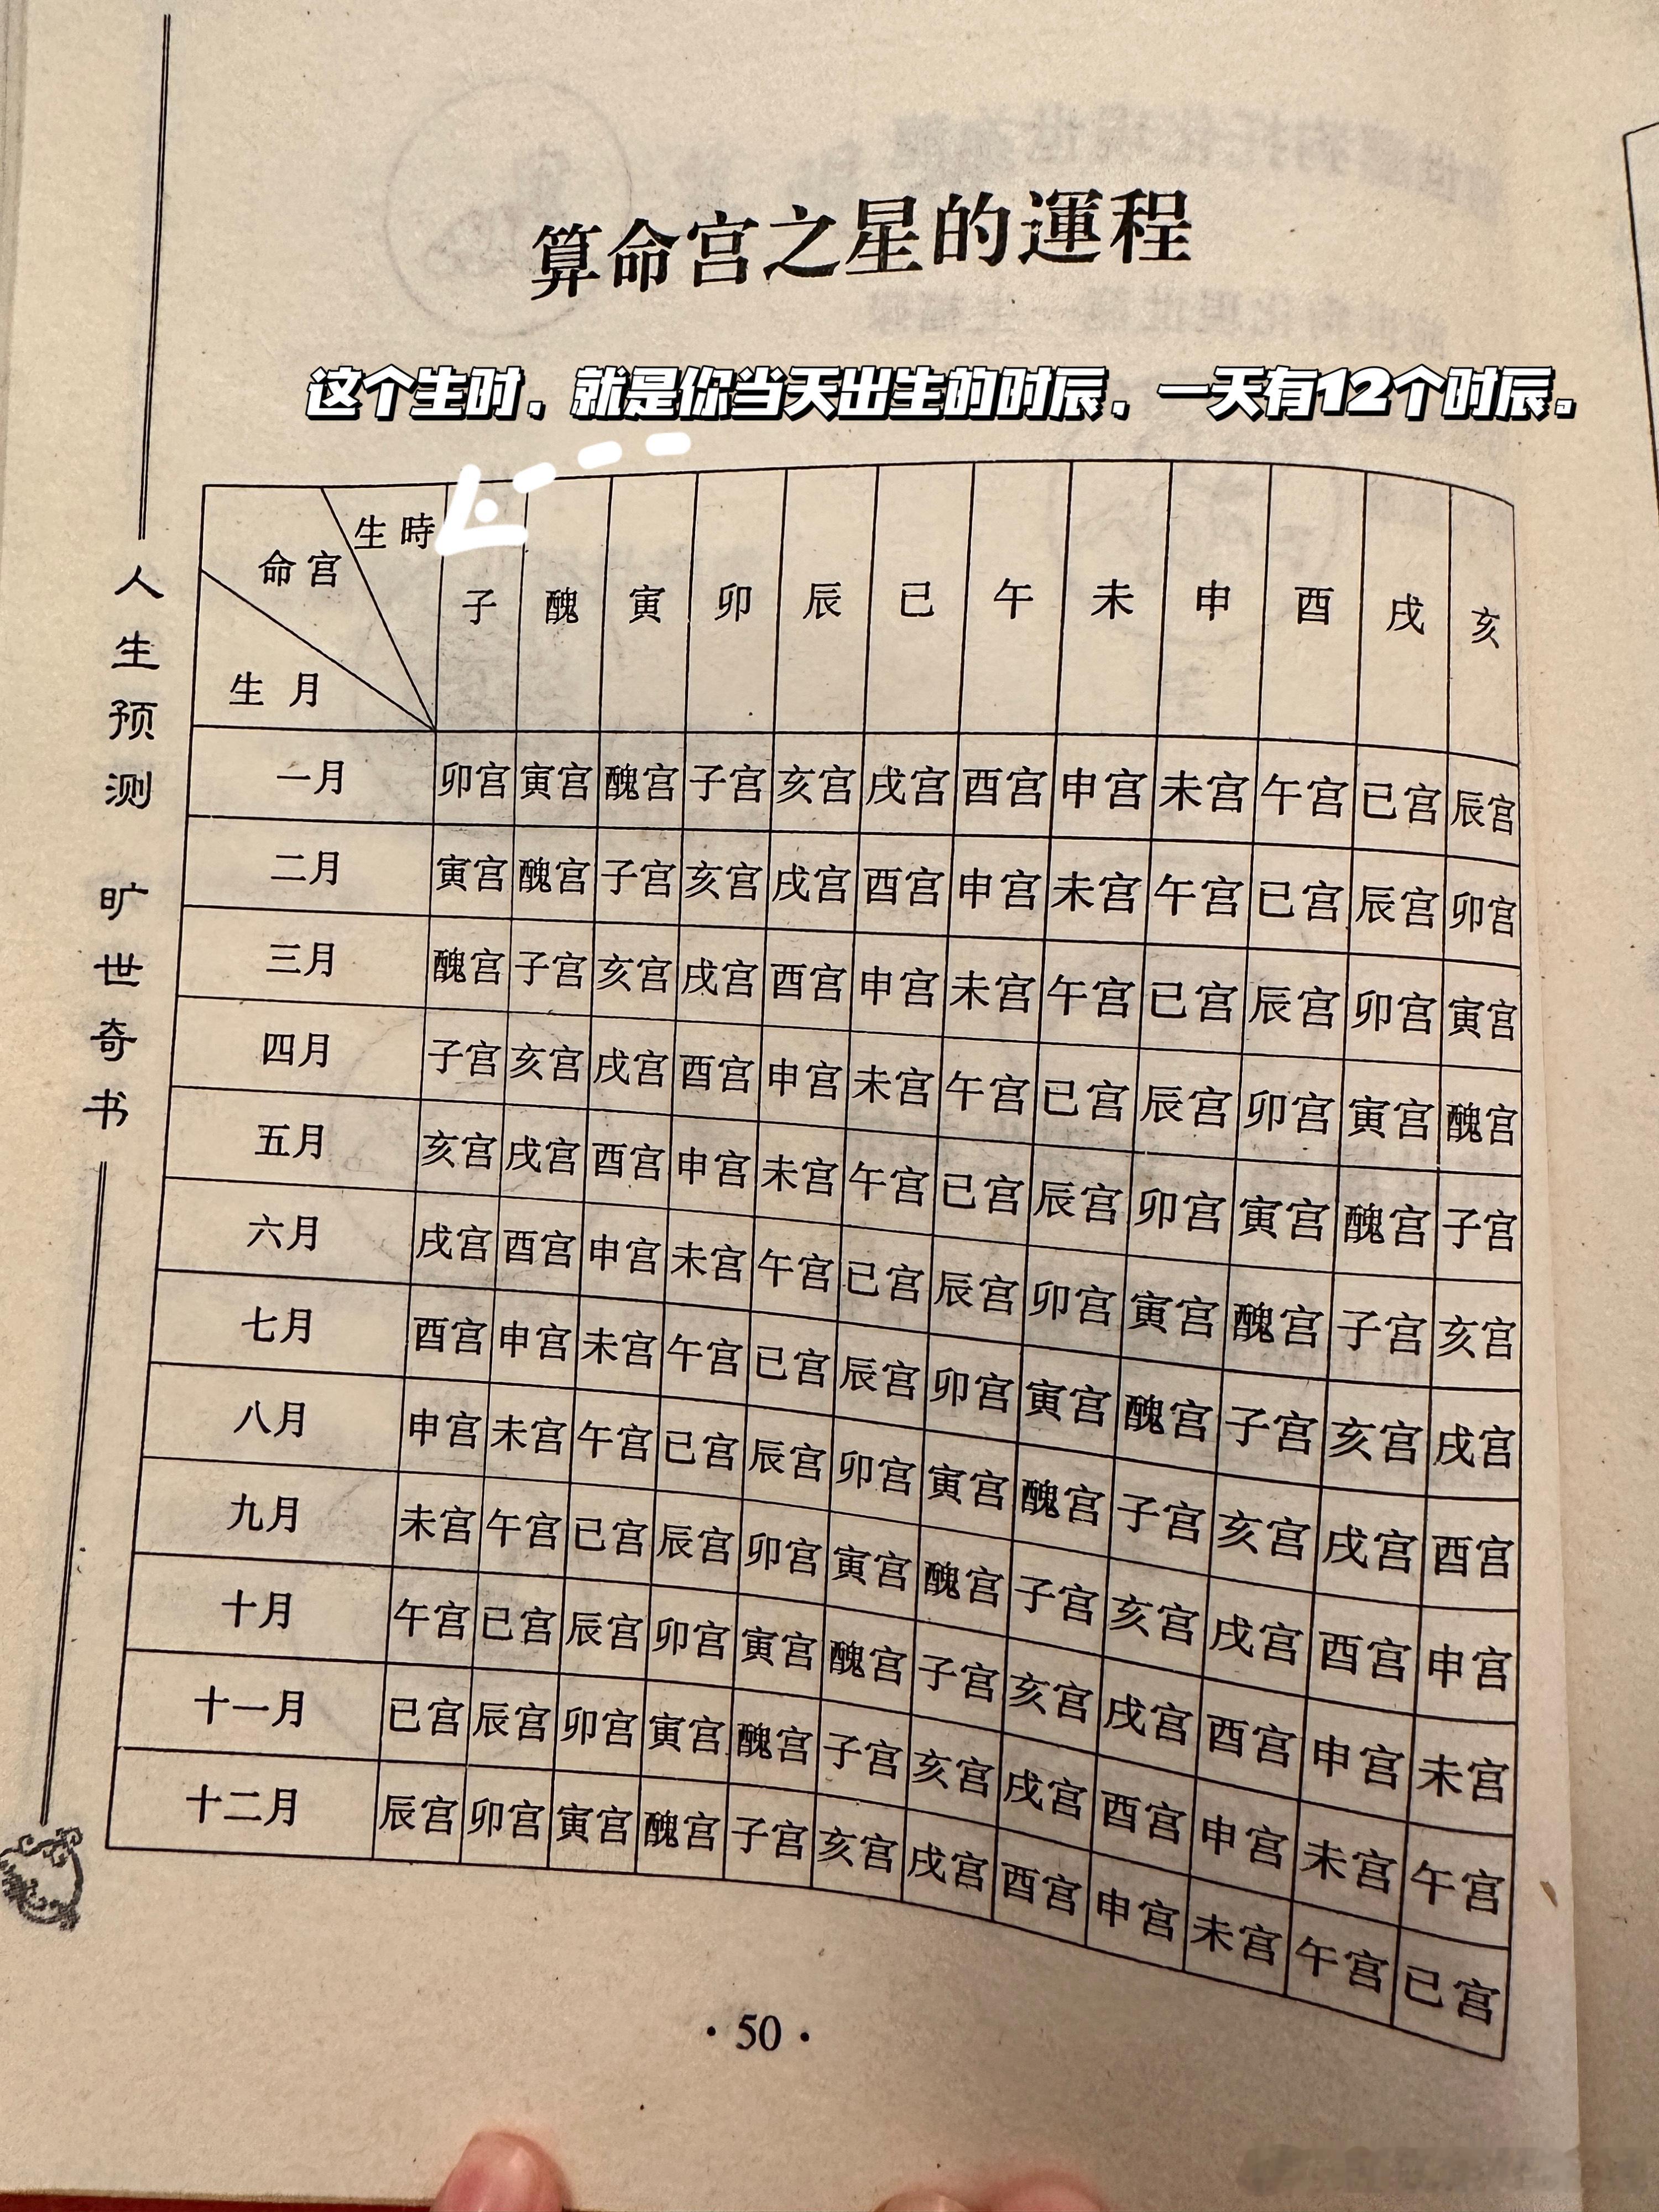 算命宫之星的運程
这个生时，就是你当天出生的时辰，一天有12个时辰。
人生预测 旷世奇书
生時
命宫
生月
子 醜 寅 卯 辰 已 午 未 申 酉 戌 亥
一月 卯宫 寅宫 醜宫 子宫 亥宫 戌宫 酉宫 申宫 未宫 午宫 已宫 辰宫
二月 寅宫 醜宫 子宫 亥宫 戌宫 酉宫 申宫 未宫 午宫 已宫 辰宫 卯宫
三月 醜宫 子宫 亥宫 戌宫 酉宫 申宫 未宫 午宫 已宫 辰宫 卯宫 寅宫
四月 子宫 亥宫 戌宫 酉宫 申宫 未宫 午宫 已宫 辰宫 卯宫 寅宫 醜宫
五月 亥宫 戌宫 酉宫 申宫 未宫 午宫 已宫 辰宫 卯宫 寅宫 醜宫 子宫
六月 戌宫 酉宫 申宫 未宫 午宫 已宫 辰宫 卯宫 寅宫 醜宫 子宫 亥宫
七月 酉宫 申宫 未宫 午宫 已宫 辰宫 卯宫 寅宫 醜宫 子宫 亥宫 戌宫
八月 申宫 未宫 午宫 已宫 辰宫 卯宫 寅宫 醜宫 子宫 亥宫 戌宫 酉宫
九月 未宫 午宫 已宫 辰宫 卯宫 寅宫 醜宫 子宫 亥宫 戌宫 酉宫 申宫
十月 午宫 已宫 辰宫 卯宫 寅宫 醜宫 子宫 亥宫 戌宫 酉宫 申宫 未宫
十一月 已宫 辰宫 卯宫 寅宫 醜宫 子宫 亥宫 戌宫 酉宫 申宫 未宫 午宫
十二月 辰宫 卯宫 寅宫 醜宫 子宫 亥宫 戌宫 酉宫 申宫 未宫 午宫 已宫
·50·